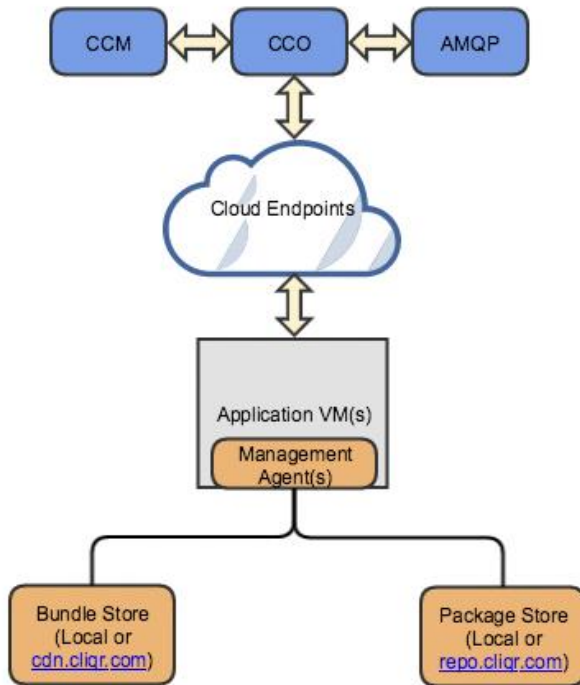 CCM
CCO
AMQP
Cloud Endpoints
Application VM(s)
Management
Agent(s)
Bundle Store
(Local or
cdn.cliqr.com)
Package Store
(Local or
repo.cliqr.com)